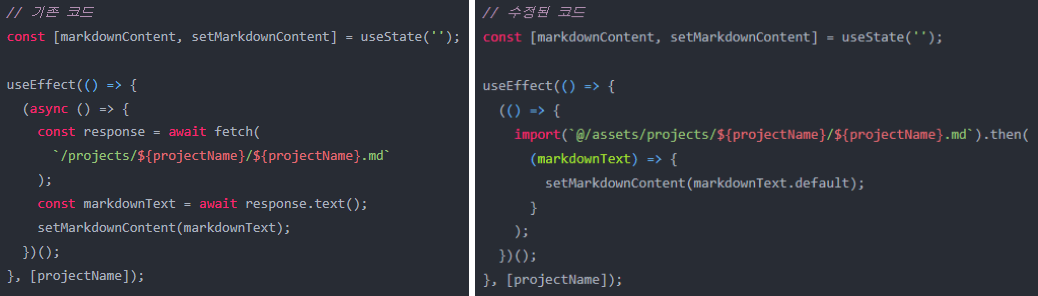 // 기존 코드
const [markdownContent, setMarkdownContent] = useState('');
useEffect(() => {
  (async () => {
    const response = await fetch(
      `/projects/${projectName}/${projectName}.md`
    );
    const markdownText = await response.text();
    setMarkdownContent(markdownText);
  })();
}, [projectName]);
// 수정된 코드
const [markdownContent, setMarkdownContent] = useState('');
useEffect(() => {
  (() => {
    import(`@/assets/projects/${projectName}/${projectName}.md`).then(
      (markdownText) => {
        setMarkdownContent(markdownText.default);
      }
    );
  })();
}, [projectName]);